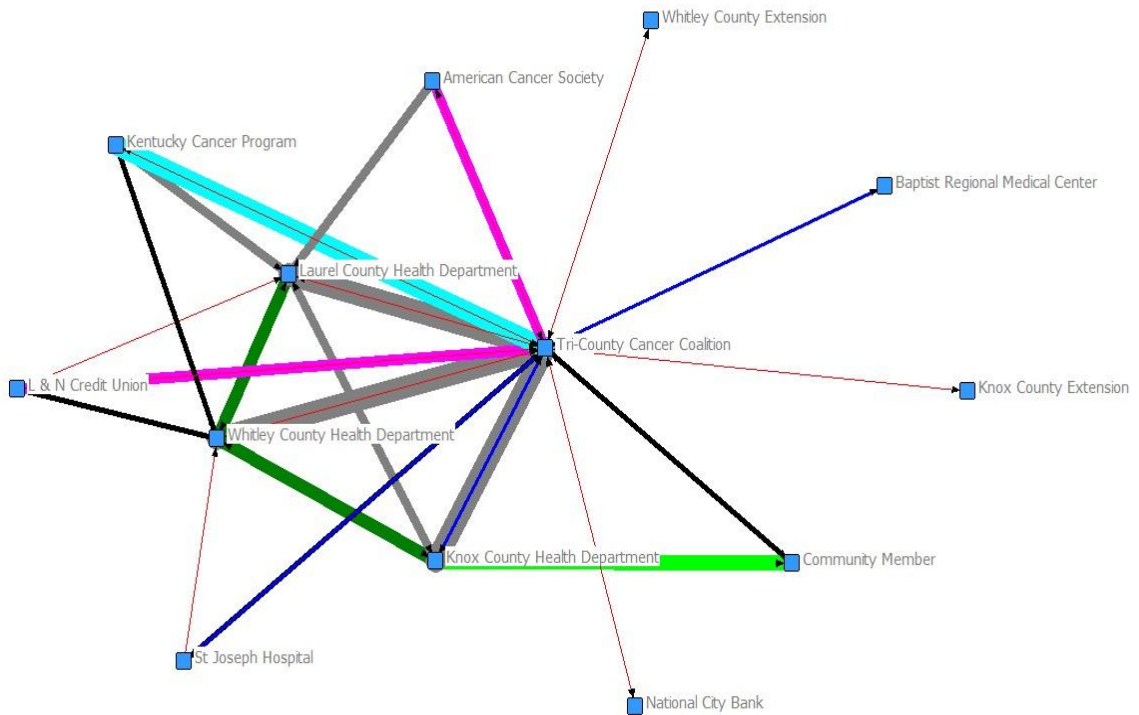 Whitley County Extension
American Cancer Society
Kentucky Cancer Program
Baptist Regional Medical Center
Laurel County Health Department
Tri-County Cancer Coalition
L & N Credit Union
Knox County Extension
Whitley County Health Department
Knox County Health Department
Community Member
St Joseph Hospital
National City Bank